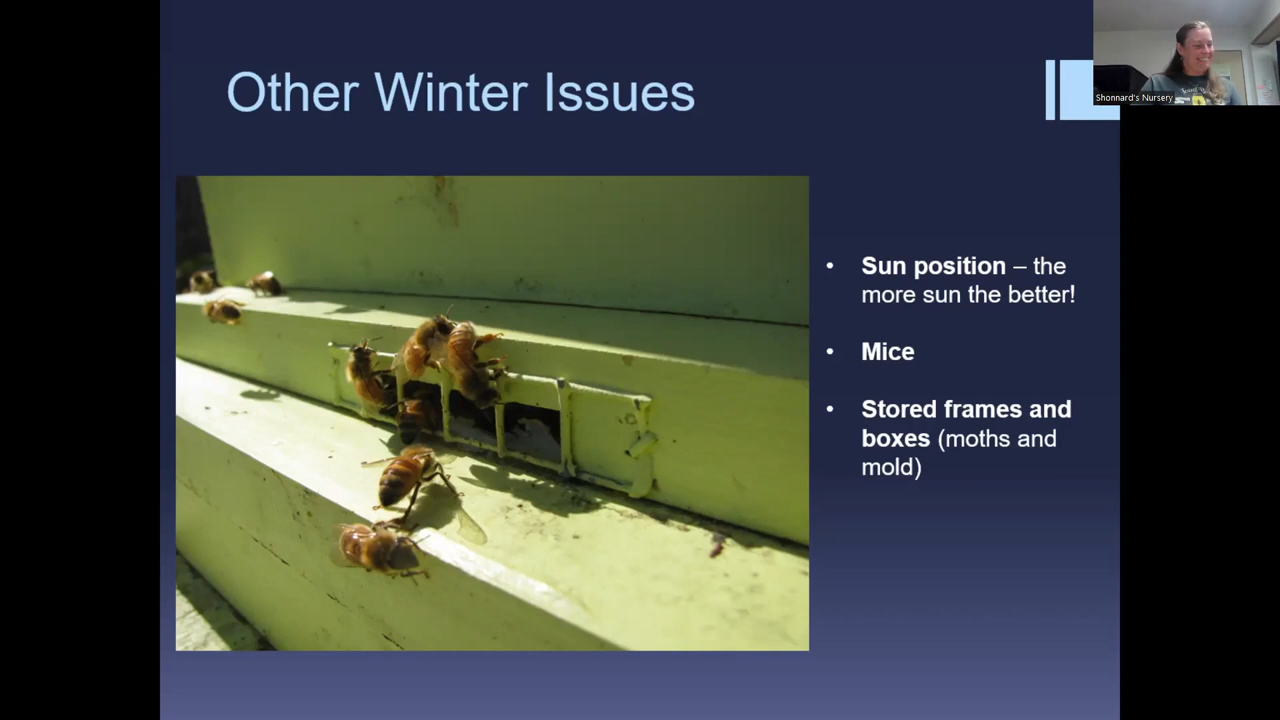 Other Winter Issues
Shonnard's Nursery
• Sun position – the
more sun the better!
• Mice
• Stored frames and
boxes (moths and
mold)